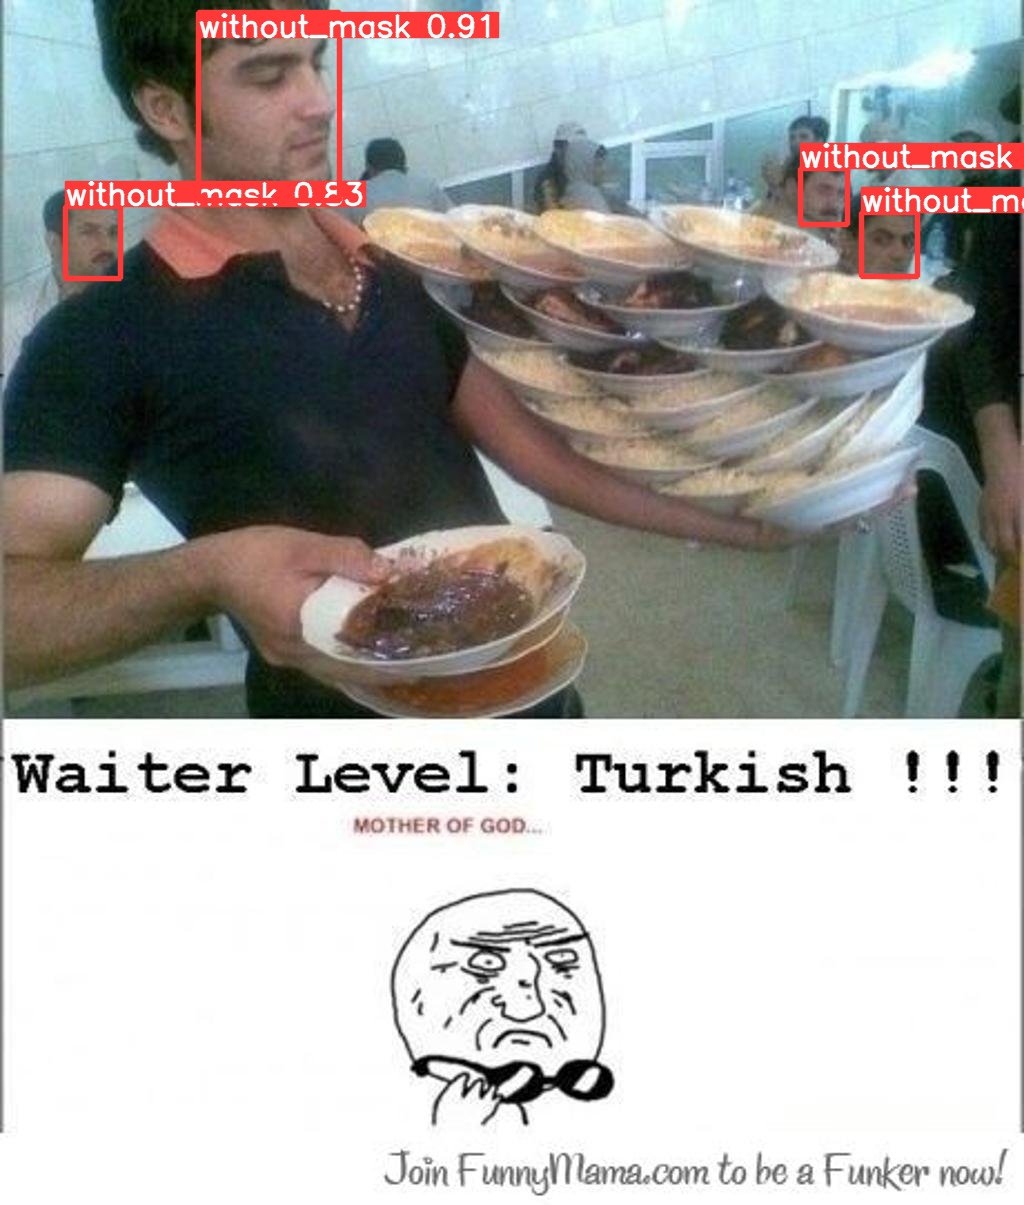 without_mask 0.91
without_mask
without_mask 0.83
without_m
Waiter Level: Turkish !!!
MOTHER OF GOD...
Join FunnyMama.com to be a Funker now!